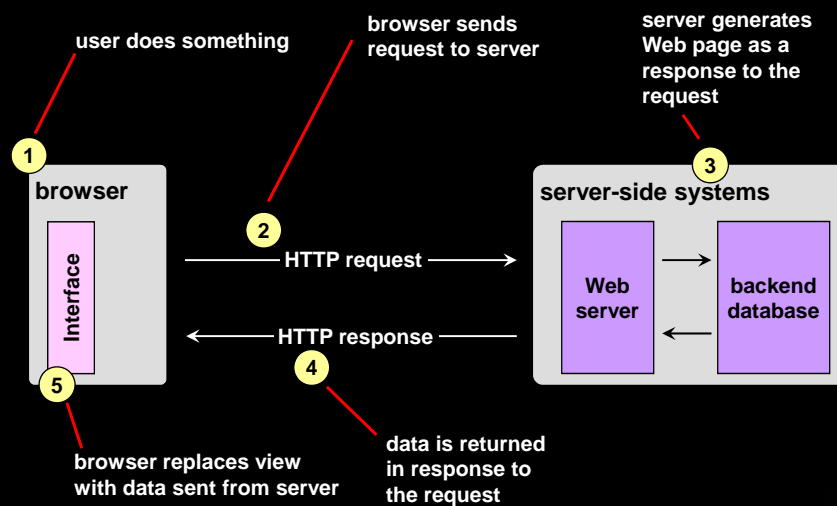 user does something
browser sends
request to server
server generates
Web page as a
response to the
request
1
browser
2
3
server-side systems
Interface
HTTP request
Web
server
backend
database
HTTP response
4
5
browser replaces view
with data sent from server
data is returned
in response to
the request